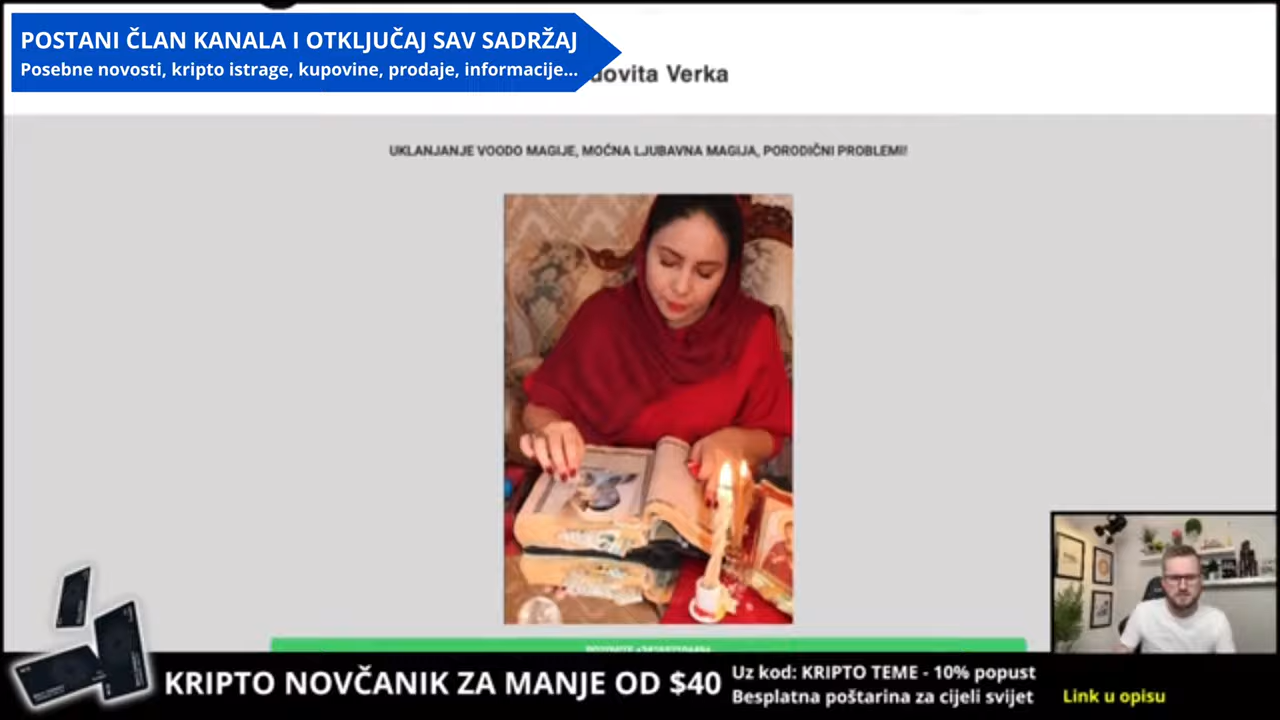 POSTANI ČLAN KANALA I OTKLJUČAJ SAV SADRŽAJ
Posebne novosti, kripto istrage, kupovine, prodaje, informacije...
Verka
UKLANJANJE VOODO MAGIJE, MOĆNA LJUBAVNA MAGIJA, PORODIČNI PROBLEMI!
KRIPTO NOVČANIK ZA MANJE OD $40
Uz kod: KRIPTO TEME - 10% popust
Besplatna poštarina za cijeli svijet
Link u opisu